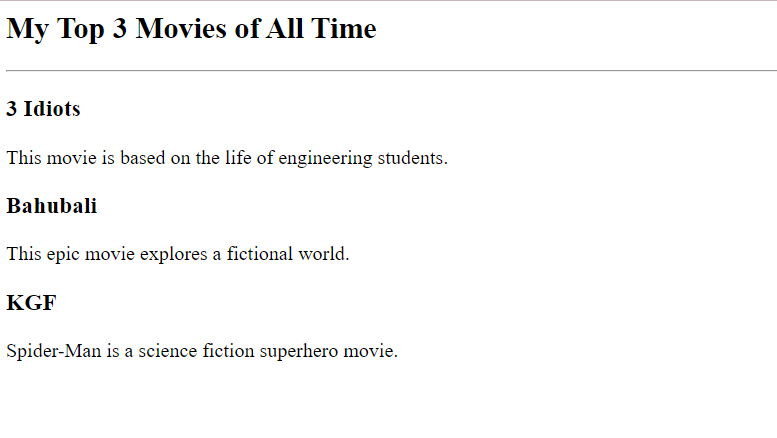 My Top 3 Movies of All Time
3 Idiots
This movie is based on the life of engineering students.
Bahubali
This epic movie explores a fictional world.
KGF
Spider-Man is a science fiction superhero movie.